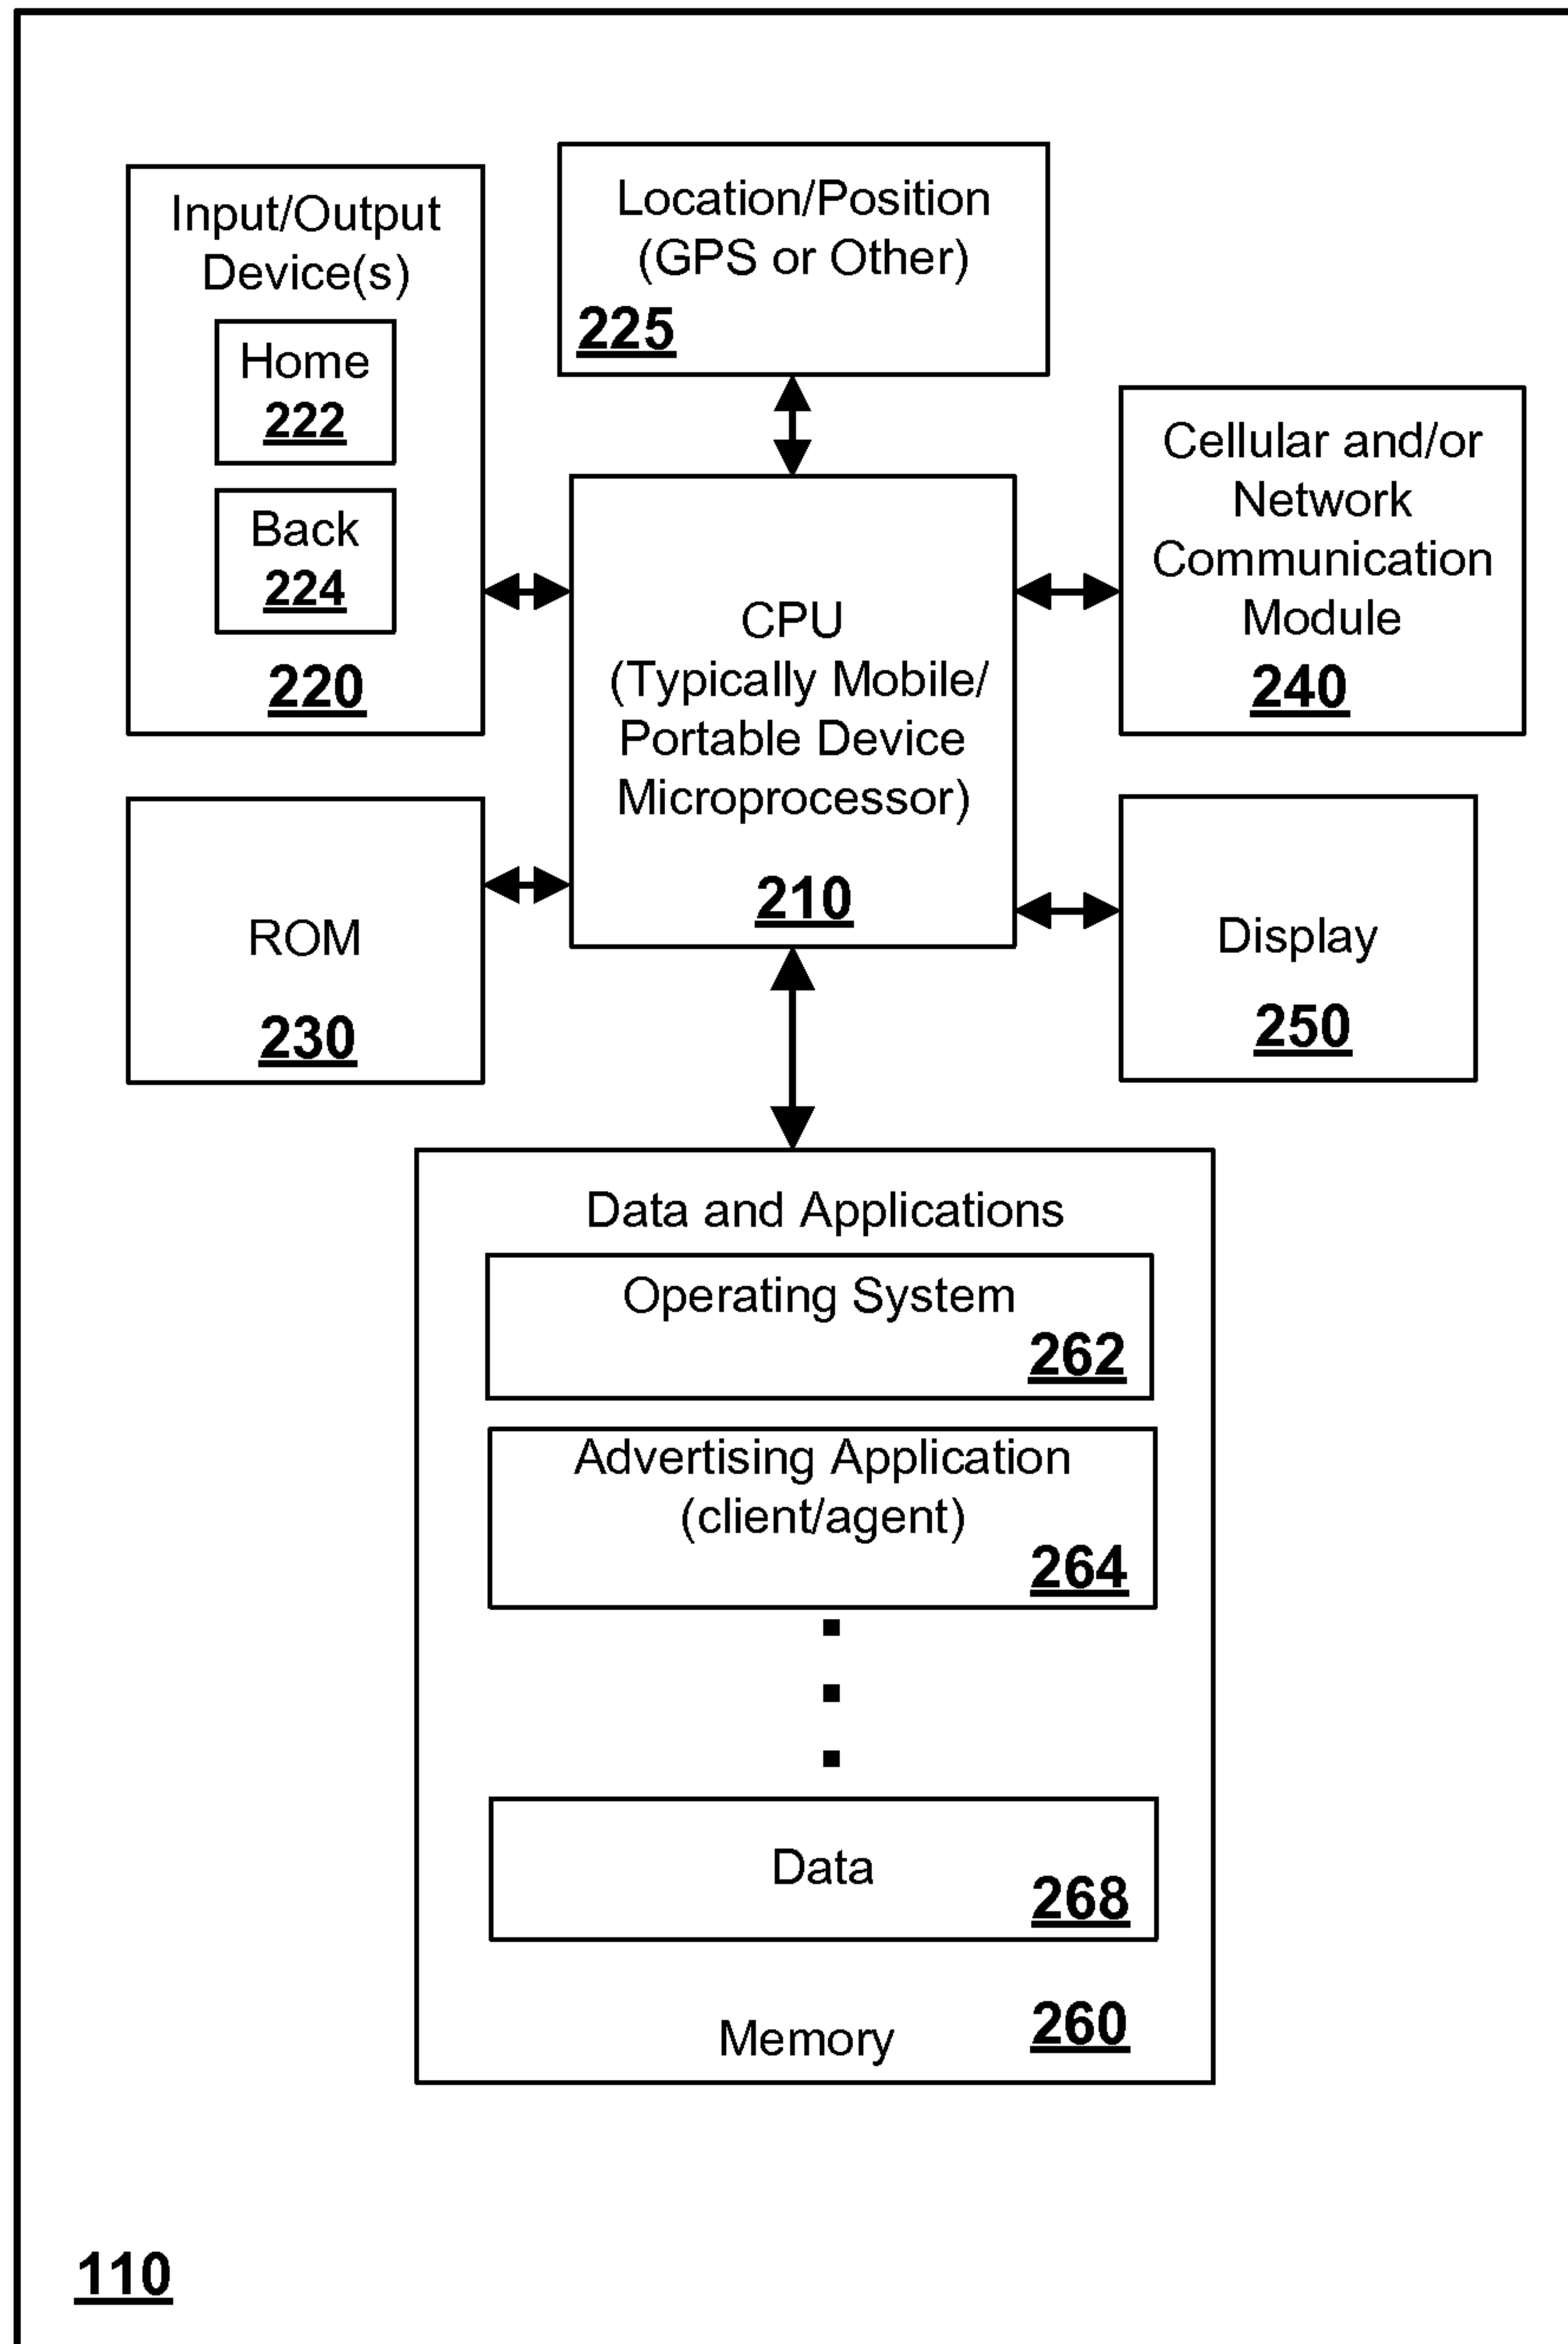 Input/Output
Device(s)
Home
222
Back
224
220
Location/Position
(GPS or Other)
225
Cellular and/or
Network
Communication
Module
240
CPU
(Typically Mobile/
Portable Device
Microprocessor)
210
ROM
230
Display
250
Data and Applications
Operating System
262
Advertising Application
(client/agent)
264
Data
268
Memory
260
110